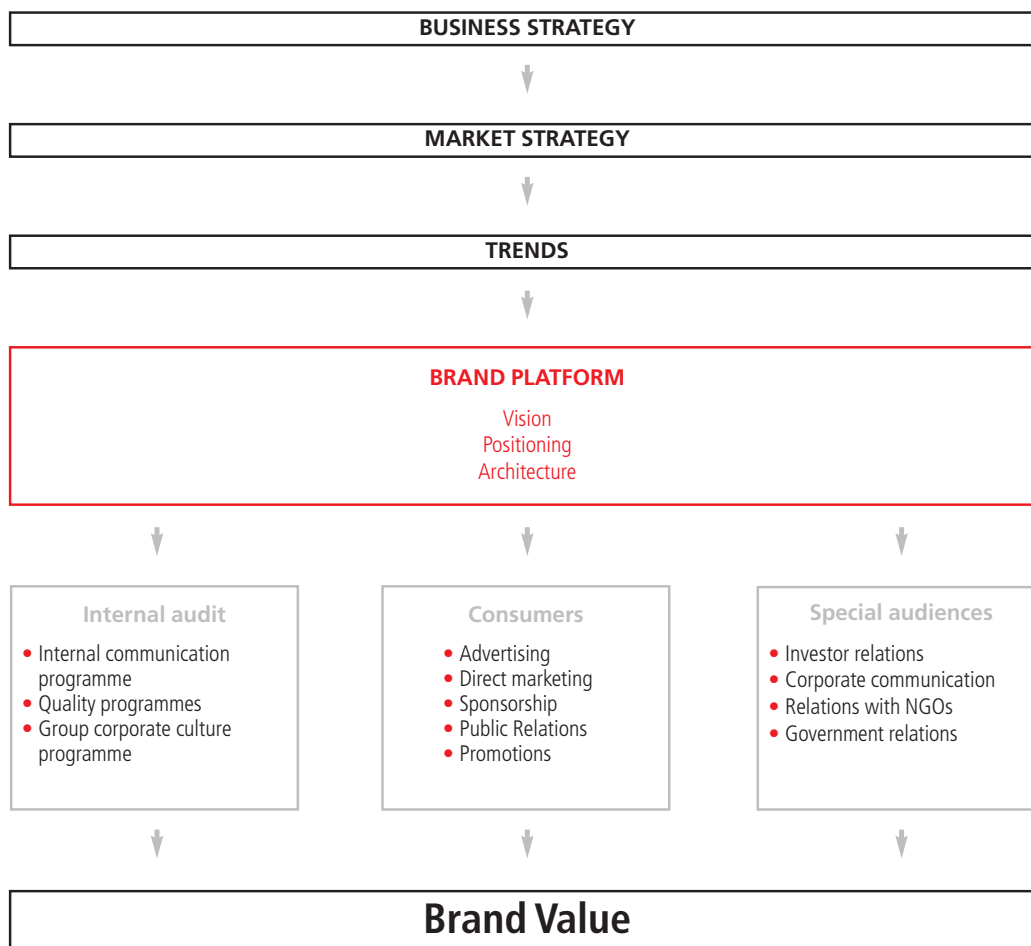 BUSINESS STRATEGY
MARKET STRATEGY
TRENDS
BRAND PLATFORM
Vision
Positioning
Architecture
Internal audit
• Internal communication
programme
• Quality programmes
• Group corporate culture
programme
Consumers
• Advertising
• Direct marketing
• Sponsorship
• Public Relations
• Promotions
Special audiences
• Investor relations
• Corporate communication
• Relations with NGOs
• Government relations
Brand Value